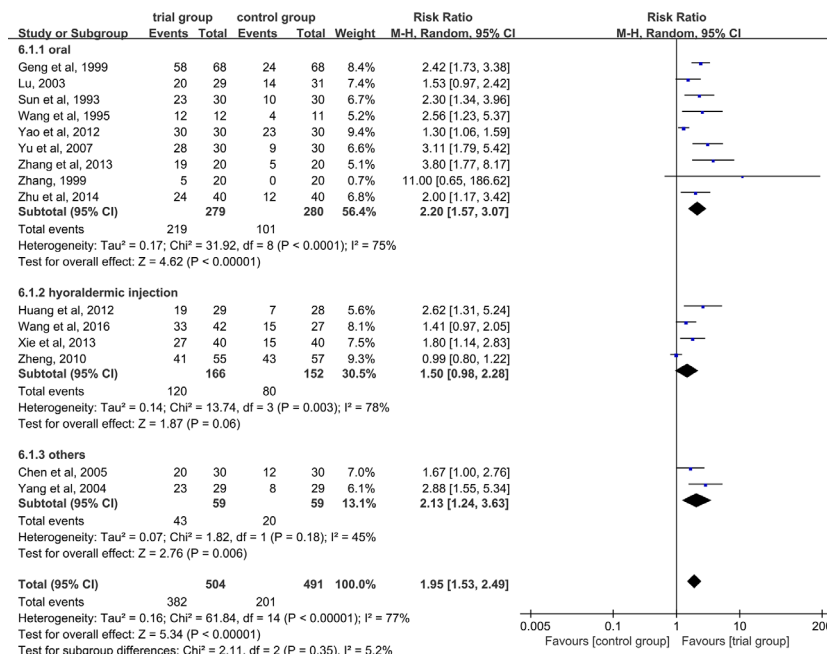 trial group control group Risk Ratio Risk Ratio
Study or Subgroup Events Total Events Total Weight M-H, Random, 95% CI M-H, Random, 95% CI
6.1.1 oral
Geng et al, 1999 58 68 24 68 8.4% 2.42 [1.73, 3.38]
Lu, 2003 20 29 14 31 7.4% 1.53 [0.97, 2.42]
Sun et al, 1993 23 30 10 30 6.6% 2.30 [1.34, 3.96]
Wang et al, 1995 12 12 4 11 5.2% 2.56 [1.23, 5.37]
Yao et al, 2012 30 30 23 30 9.3% 1.30 [1.06, 1.59]
Yu et al, 2007 28 30 9 30 6.6% 3.11 [1.79, 5.42]
Zhang et al, 2013 19 20 5 20 5.1% 3.80 [1.77, 8.17]
Zhang, 1999 5 20 0 20 0.7% 11.00 [0.65, 186.62]
Zhu et al, 2014 24 40 12 40 6.8% 2.00 [1.17, 3.42]
Subtotal (95% CI) 279 280 56.4% 2.20 [1.57, 3.07]
Total events 219 101
Heterogeneity: Tau² = 0.17; Chi² = 31.92, df = 8 (P < 0.0001); I² = 75%
Test for overall effect: Z = 4.62 (P < 0.00001)
6.1.2 hyoraldermic injection
Huang et al, 2012 19 29 7 28 5.6% 2.62 [1.31, 5.24]
Wang et al, 2016 33 42 15 27 8.1% 1.41 [0.97, 2.05]
Xie et al, 2013 27 40 15 40 7.5% 1.80 [1.14, 2.83]
Zheng, 2010 41 55 43 57 9.3% 0.99 [0.80, 1.22]
Subtotal (95% CI) 166 152 30.5% 1.50 [0.98, 2.28]
Total events 120 80
Heterogeneity: Tau² = 0.14; Chi² = 13.74, df = 3 (P = 0.003); I² = 78%
Test for overall effect: Z = 1.87 (P = 0.06)
6.1.3 others
Chen et al, 2005 20 30 12 30 7.0% 1.67 [1.00, 2.76]
Yang et al, 2004 23 29 8 29 6.1% 2.88 [1.55, 5.34]
Subtotal (95% CI) 59 59 13.1% 2.13 [1.24, 3.63]
Total events 43 20
Heterogeneity: Tau² = 0.07; Chi² = 1.82, df = 1 (P = 0.18); I² = 45%
Test for overall effect: Z = 2.76 (P = 0.006)
Total (95% CI) 504 491 100.0% 1.95 [1.53, 2.49]
Total events 382 201
Heterogeneity: Tau² = 0.16; Chi² = 61.84, df = 14 (P < 0.00001); I² = 77%
Test for overall effect: Z = 5.34 (P < 0.00001)
Test for subgroup differences: Chi² = 2.11, df = 2 (P = 0.35), I² = 5.2%
0.005 0.1 1 10 200
Favours [control group] Favours [trial group]